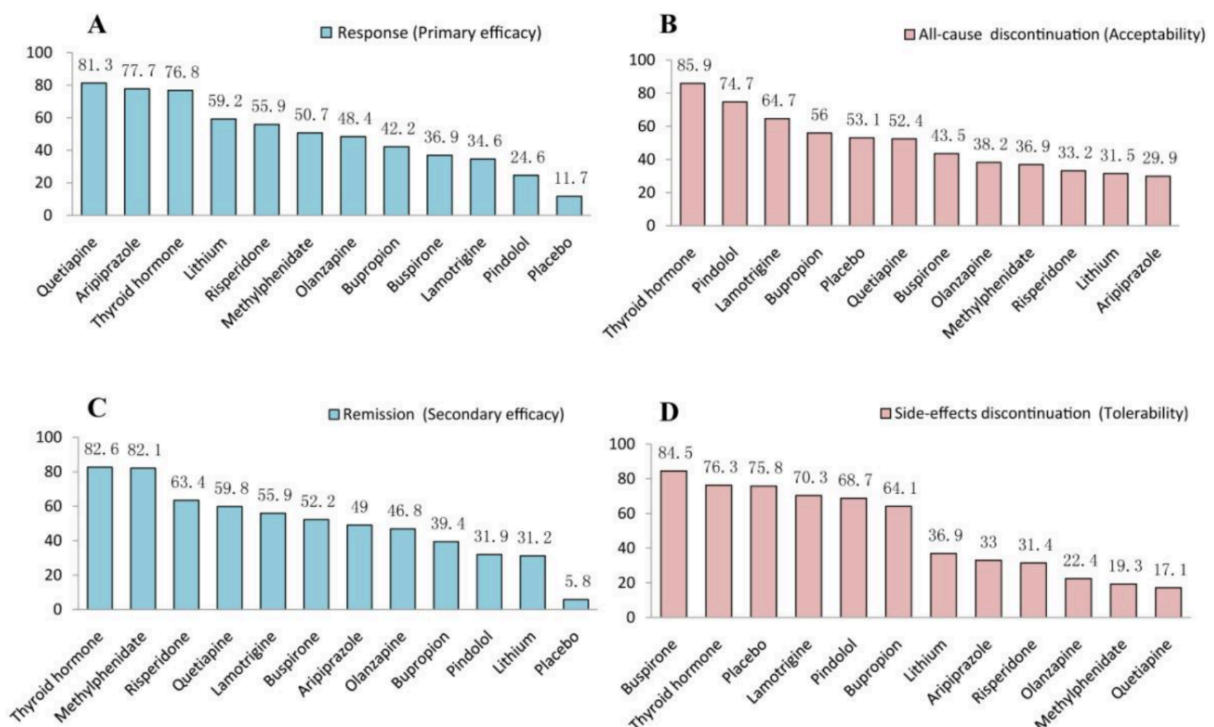 A
Response (Primary efficacy)
100
80
60
40
20
0
81.3
77.7
76.8
59.2
55.9
50.7
48.4
42.2
36.9
34.6
24.6
11.7
Quetiapine
Aripiprazole
Thyroid hormone
Lithium
Risperidone
Methylphenidate
Olanzapine
Bupropion
Buspirone
Lamotrigine
Pindolol
Placebo
B
All-cause discontinuation (Acceptability)
100
80
60
40
20
0
85.9
74.7
64.7
56
53.1
52.4
43.5
38.2
36.9
33.2
31.5
29.9
Thyroid hormone
Pindolol
Lamotrigine
Bupropion
Placebo
Quetiapine
Buspirone
Olanzapine
Methylphenidate
Risperidone
Lithium
Aripiprazole
C
Remission (Secondary efficacy)
100
80
60
40
20
0
82.6
82.1
63.4
59.8
55.9
52.2
49
46.8
39.4
31.9
31.2
5.8
Thyroid hormone
Methylphenidate
Risperidone
Quetiapine
Lamotrigine
Buspirone
Aripiprazole
Olanzapine
Bupropion
Pindolol
Lithium
Placebo
D
Side-effects discontinuation (Tolerability)
100
80
60
40
20
0
84.5
76.3
75.8
70.3
68.7
64.1
36.9
33
31.4
22.4
19.3
17.1
Buspirone
Thyroid hormone
Placebo
Lamotrigine
Pindolol
Bupropion
Lithium
Aripiprazole
Risperidone
Olanzapine
Methylphenidate
Quetiapine